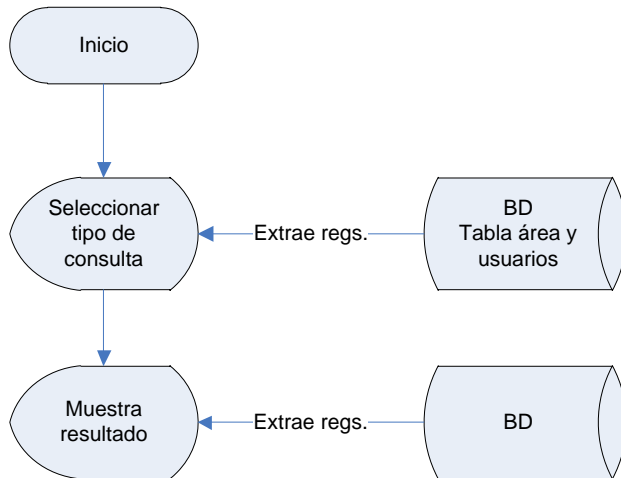 Inicio
Seleccionar
tipo de
consulta
Extrae regs.
BD
Tabla área y
usuarios
Muestra
resultado
Extrae regs.
BD